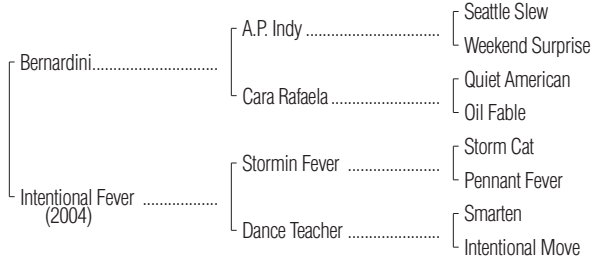 Seattle Slew
A.P. Indy ........................................
Weekend Surprise
Bernardini.....................................
Quiet American
Cara Rafaela .................................
Oil Fable
Storm Cat
Stormin Fever ............................
Pennant Fever
Intentional Fever ......................
(2004)
Smarten
Dance Teacher ...........................
Intentional Move